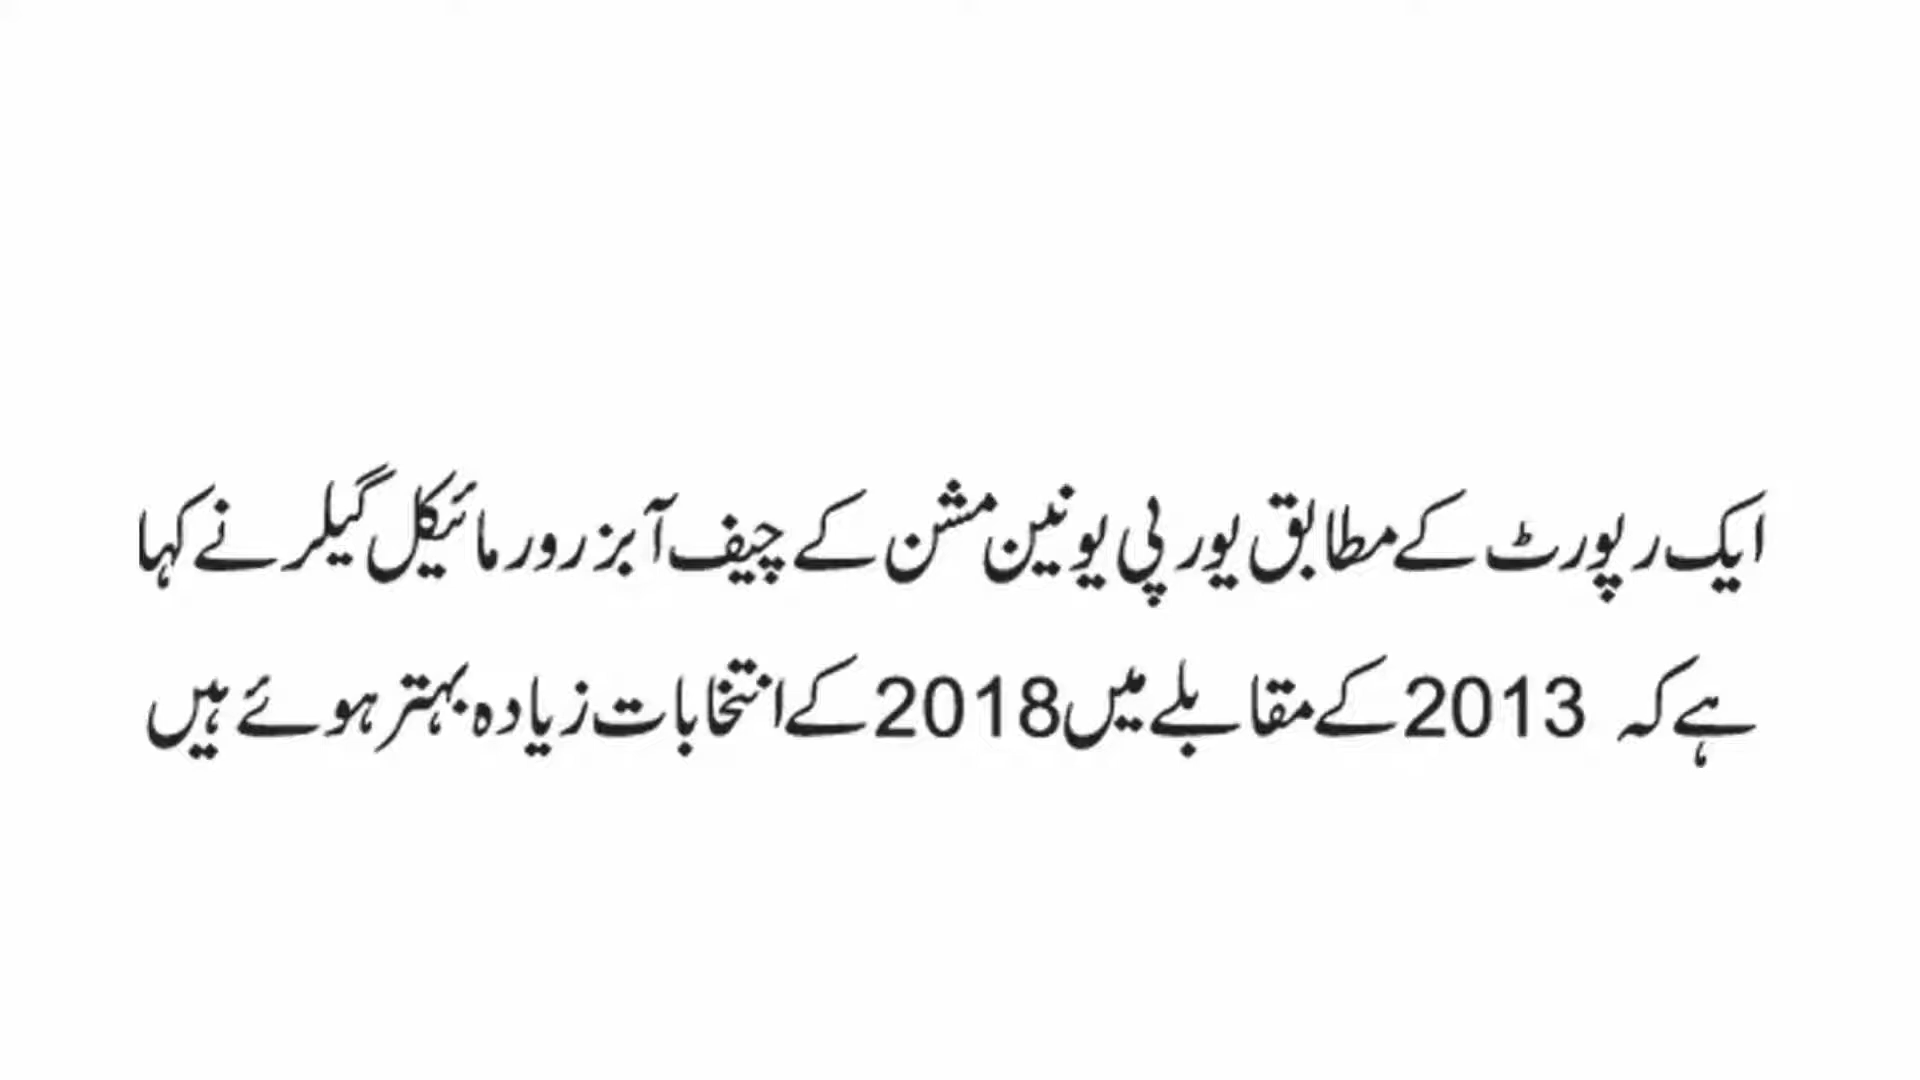 ایک رپورٹ کے مطابق یورپی یونین مشن کے چیف آبزرور مائیکل گیلر نے کہا
ہے کہ 2013 کے مقابلے میں 2018 کے انتخابات زیادہ بہتر ہوئے ہیں